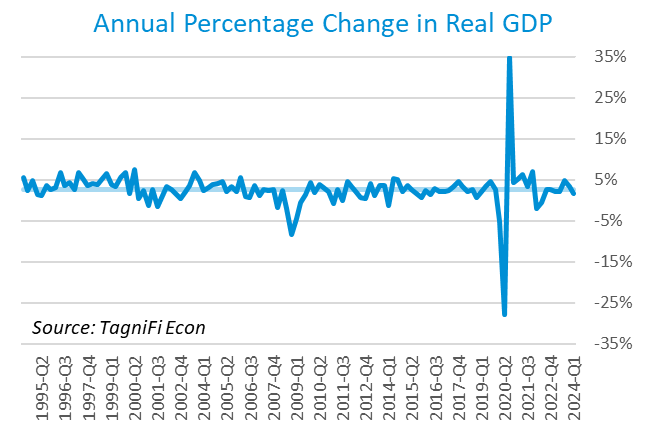 Annual Percentage Change in Real GDP
35%
25%
15%
5%
-5%
-15%
-25%
-35%
Source: TagniFi Econ
1995-Q2
1996-Q3
1997-Q4
1999-Q1
2000-Q2
2001-Q3
2002-Q4
2004-Q1
2005-Q2
2006-Q3
2007-Q4
2009-Q1
2010-Q2
2011-Q3
2012-Q4
2014-Q1
2015-Q2
2016-Q3
2017-Q4
2019-Q1
2020-Q2
2021-Q3
2022-Q4
2024-Q1